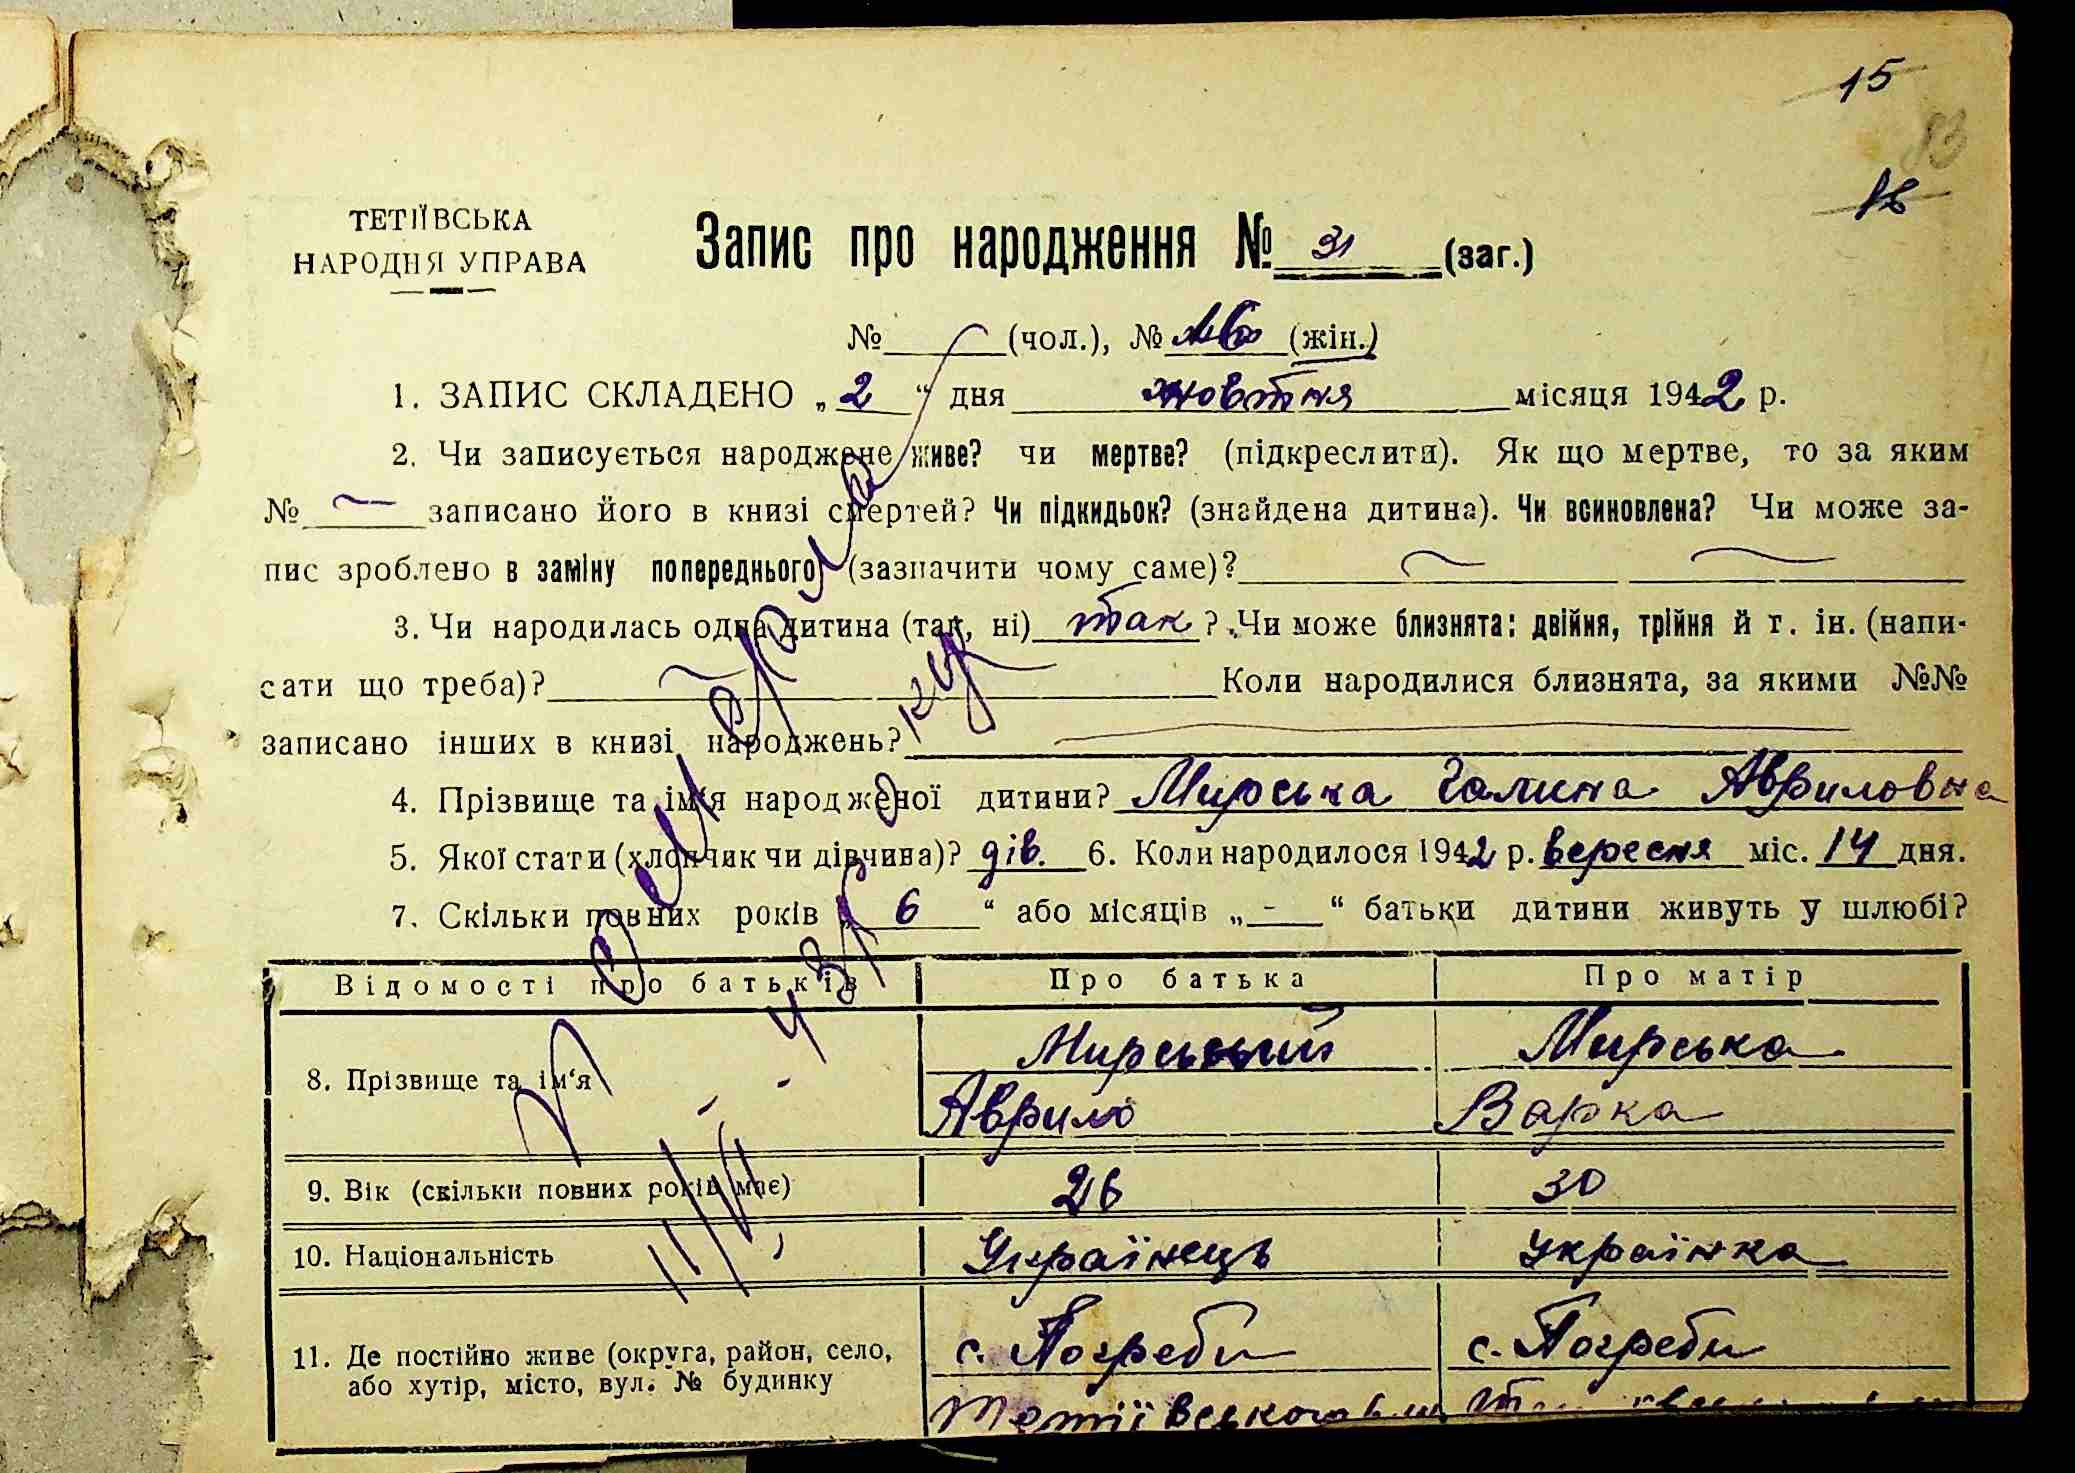 15
83
ТЕТІЇВСЬКА
НАРОДНЯ УПРАВА
Запис про народження № 31 (заг.)
№ (чол.), № 16 (жін.)
1. ЗАПИС СКЛАДЕНО „2“ дня жовтня місяця 1942 р.
2. Чи записується народжене живе? чи мертве? (підкреслити). Як що мертве, то за яким
№ — записано його в книзі смертей? Чи підкидьок? (знайдена дитина). Чи всиновлена? Чи може за-
пис зроблено в заміну попереднього (зазначити чому саме)? — —
3. Чи народилась одна дитина (так, ні) так ? Чи може близнята: двійня, трійня й т. ін. (напи-
сати що треба)? — Коли народилися близнята, за якими №№
записано інших в книзі народжень? —
4. Прізвище та ім'я народженої дитини? Мирська Галина Авриловна
5. Якої стати (хлопчик чи дівчина)? дів. 6. Коли народилося 1942 р. вересня міс. 14 дня.
7. Скільки повних років „ 6 “ або місяців „ - “ батьки дитини живуть у шлюбі?
Відомості про батьків Про батька Про матір
8. Прізвище та ім‘я Мирський Аврило Мирська Варка
9. Вік (скільки повних років має) 26 30
10. Національність Українець Українка
11. Де постійно живе (округа, район, село,
або хутір, місто, вул. № будинку
с. Погреби с. Погреби
Тетіївського